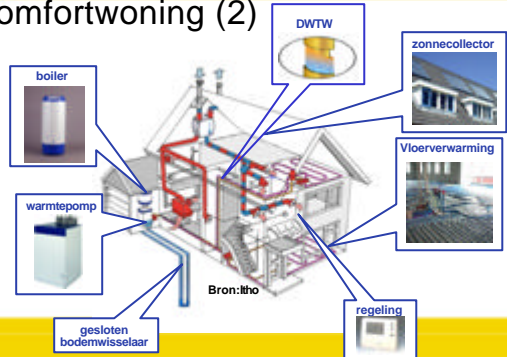 omfortwoning (2)
DWTW
zonnecollector
boiler
Vloerverwarming
warmtepomp
Bron:Itho
regeling
gesloten
bodemwisselaar